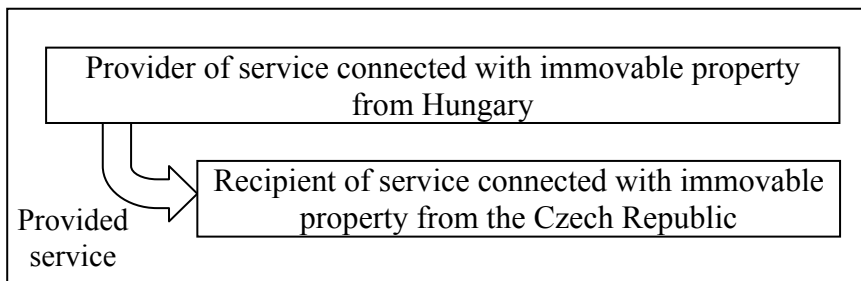 Provider of service connected with immovable property
from Hungary
Recipient of service connected with immovable
property from the Czech Republic
Provided
service